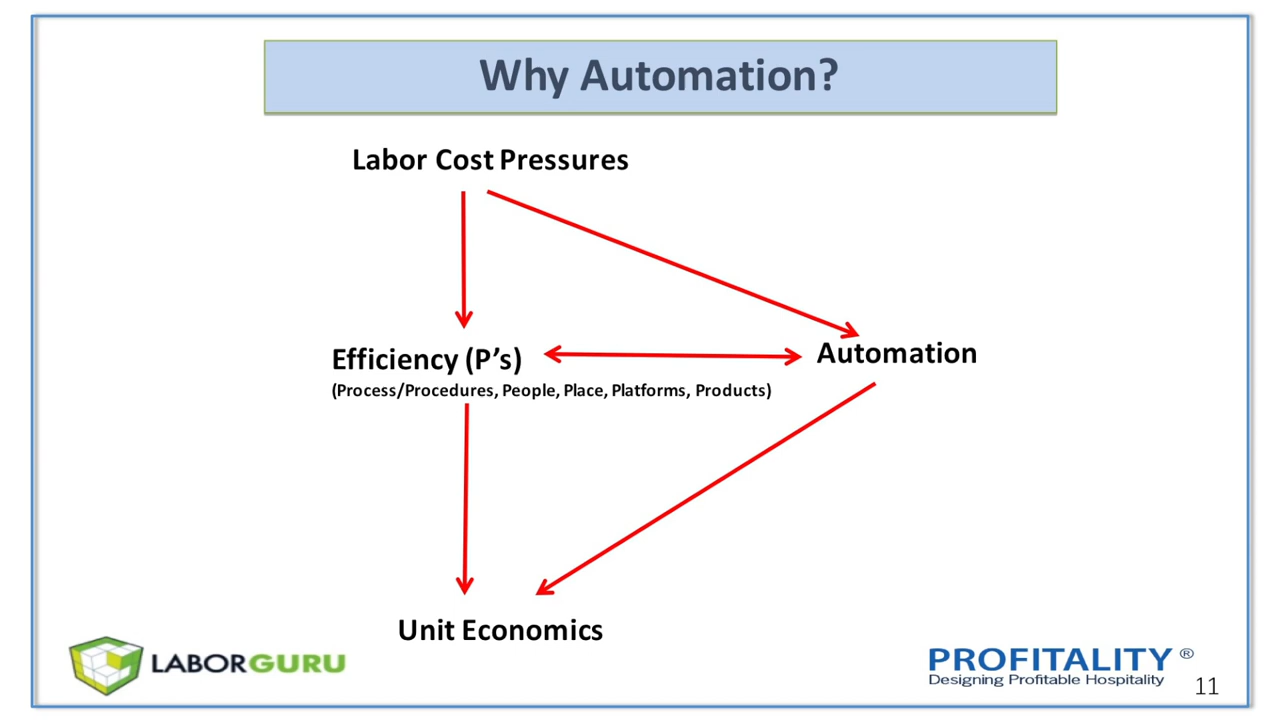 Why Automation?
Labor Cost Pressures
Efficiency (P's)
Automation
(Process/Procedures, People, Place, Platforms, Products)
Unit Economics
LABORGURU
PROFITALITY ®
Designing Profitable Hospitality
11